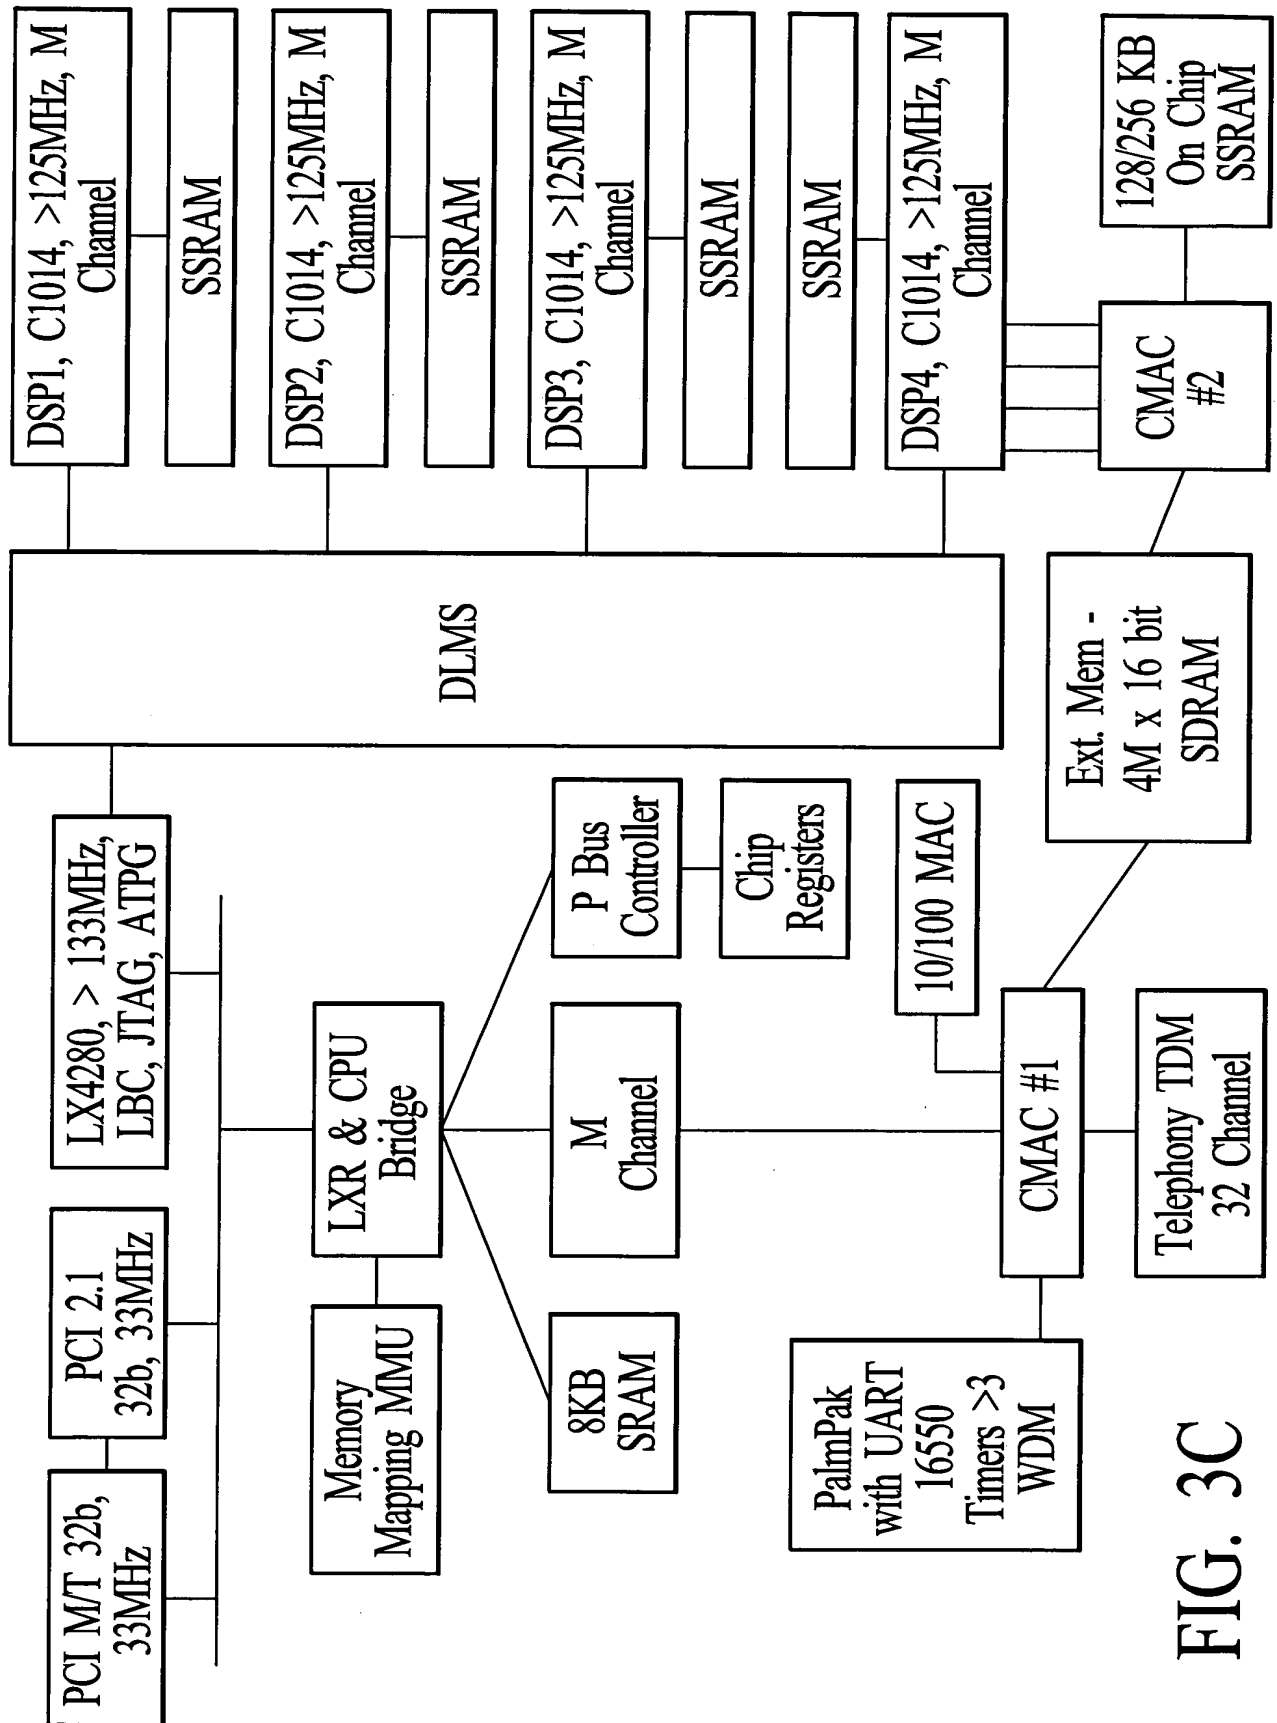 PCI M/T 32b,
33MHz
PCI 2.1
32b, 33MHz
LX4280, > 133MHz,
LBC, JTAG, ATPG
Memory
Mapping MMU
LXR & CPU
Bridge
8KB
SRAM
M
Channel
P Bus
Controller
Chip
Registers
PalmPak
with UART
16550
Timers >3
WDM
CMAC #1
10/100 MAC
Telephony TDM
32 Channel
Ext. Mem -
4M x 16 bit
SDRAM
DLMS
DSP1, C1014, >125MHz, M
Channel
SSRAM
DSP2, C1014, >125MHz, M
Channel
SSRAM
DSP3, C1014, >125MHz, M
Channel
SSRAM
SSRAM
DSP4, C1014, >125MHz, M
Channel
CMAC
#2
128/256 KB
On Chip
SSRAM
FIG. 3C